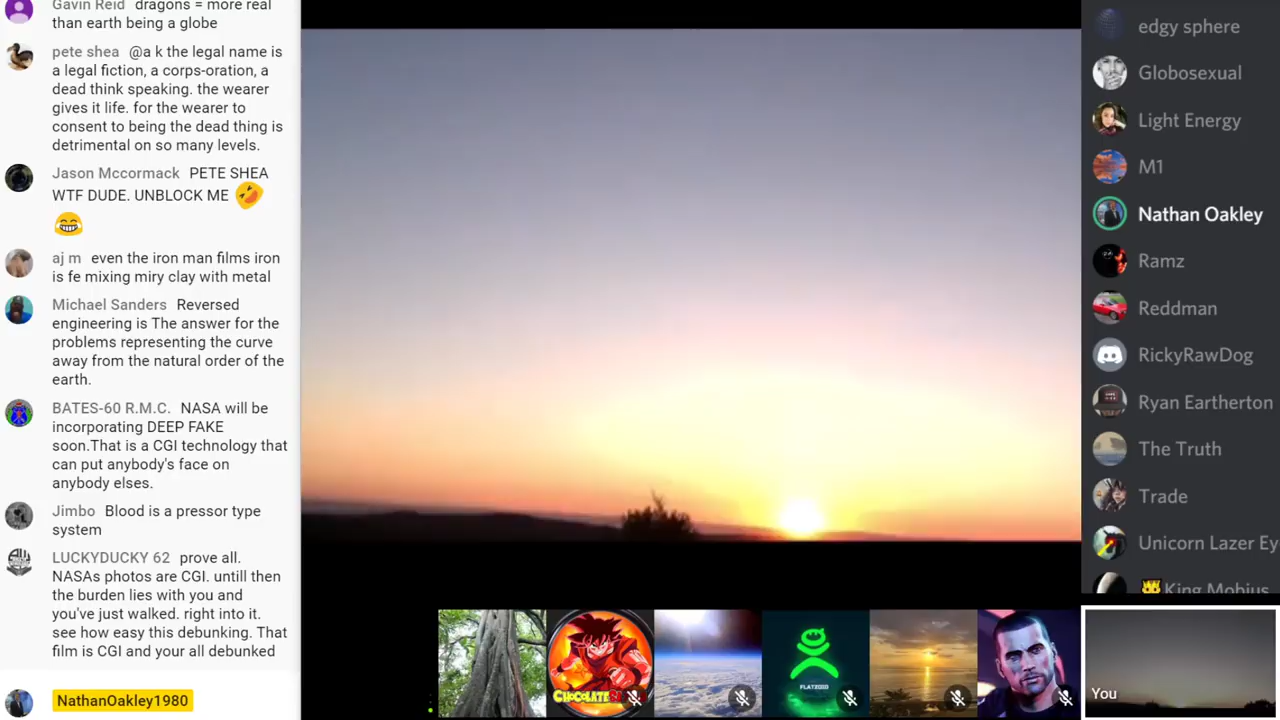 Gavin Reid dragons = more real
than earth being a globe
pete shea @a k the legal name is
a legal fiction, a corps-oration, a
dead think speaking. the wearer
gives it life. for the wearer to
consent to being the dead thing is
detrimental on so many levels.
Jason Mccormack PETE SHEA
WTF DUDE. UNBLOCK ME
aj m even the iron man films iron
is fe mixing miry clay with metal
Michael Sanders Reversed
engineering is The answer for the
problems representing the curve
away from the natural order of the
earth.
BATES-60 R.M.C. NASA will be
incorporating DEEP FAKE
soon.That is a CGI technology that
can put anybody's face on
anybody elses.
Jimbo Blood is a pressor type
system
LUCKYDUCKY 62 prove all.
NASAs photos are CGI. untill then
the burden lies with you and
you've just walked. right into it.
see how easy this debunking. That
film is CGI and your all debunked
NathanOakley1980
edgy sphere
Globosexual
Light Energy
M1
Nathan Oakley
Ramz
Reddman
RickyRawDog
Ryan Eartherton
The Truth
Trade
Unicorn Lazer Ey
King Mobius
FLATZOID
You